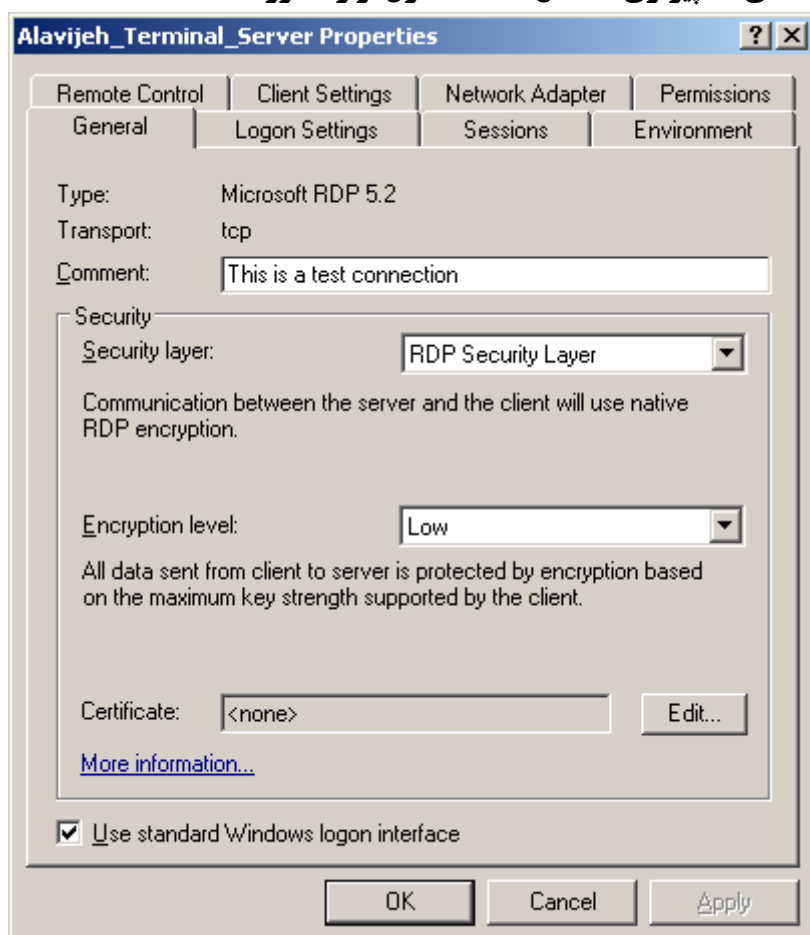 Alavijeh_Terminal_Server Properties
Remote Control Client Settings Network Adapter Permissions
General Logon Settings Sessions Environment
Type: Microsoft RDP 5.2
Transport: tcp
Comment: This is a test connection
Security
Security layer: RDP Security Layer
Communication between the server and the client will use native
RDP encryption.
Encryption level: Low
All data sent from client to server is protected by encryption based
on the maximum key strength supported by the client.
Certificate: <none> Edit...
More information...
Use standard Windows logon interface
OK Cancel Apply